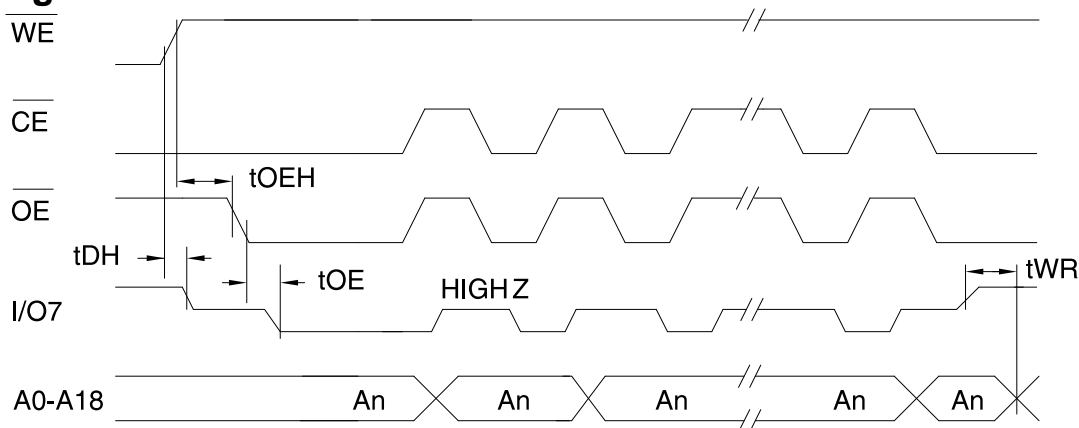 WE
CE
tOEH
OE
tDH
tOE
HIGH Z
tWR
I/O7
A0-A18 An An An An An